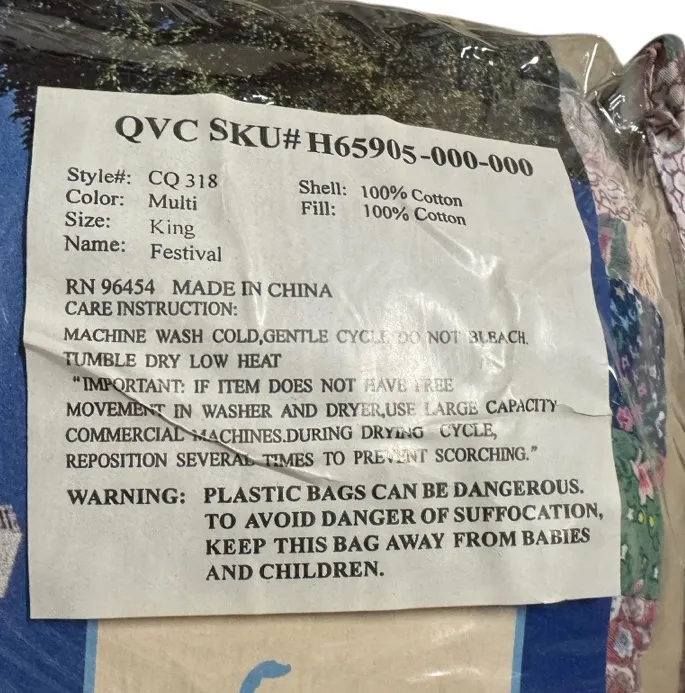 QVC SKU# H65905-000-000
Style#: CQ 318
Color: Multi
Size: King
Name: Festival
Shell: 100% Cotton
Fill: 100% Cotton
RN 96454 MADE IN CHINA
CARE INSTRUCTION:
MACHINE WASH COLD,GENTLE CYCLE DO NOT BLEACH.
TUMBLE DRY LOW HEAT
"IMPORTANT: IF ITEM DOES NOT HAVE FREE
MOVEMENT IN WASHER AND DRYER,USE LARGE CAPACITY
COMMERCIAL MACHINES.DURING DRYING CYCLE,
REPOSITION SEVERAL TIMES TO PREVENT SCORCHING."
WARNING: PLASTIC BAGS CAN BE DANGEROUS.
TO AVOID DANGER OF SUFFOCATION,
KEEP THIS BAG AWAY FROM BABIES
AND CHILDREN.